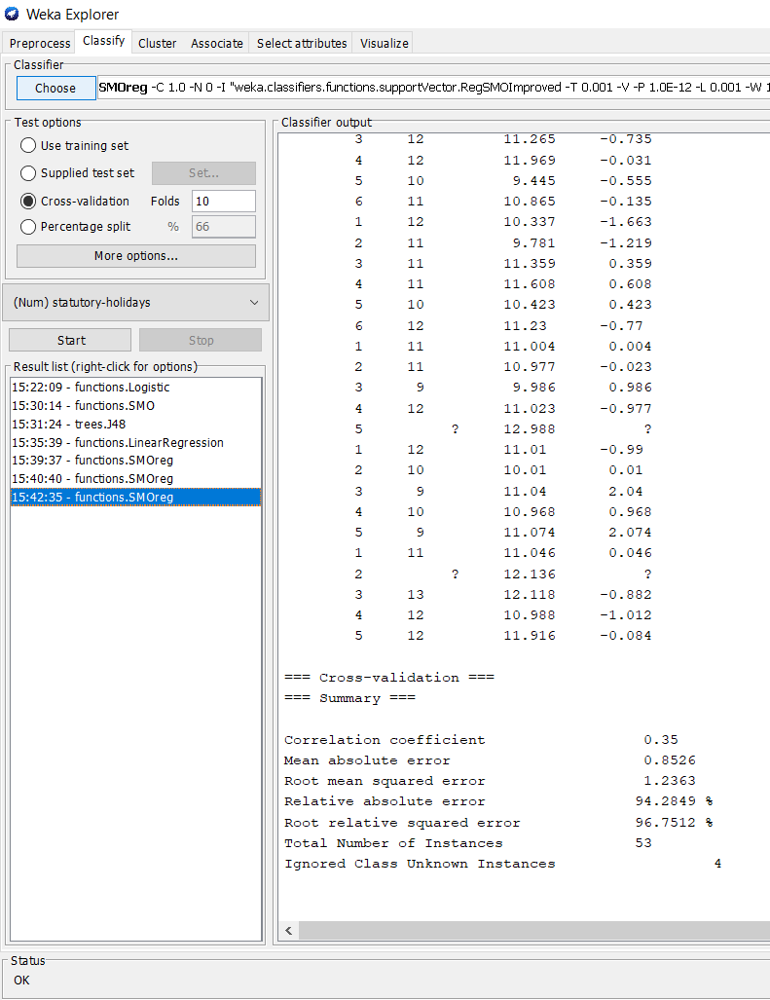 Weka Explorer
Preprocess Classify Cluster Associate Select attributes Visualize
Classifier
Choose SMOreg -C 1.0 -N 0 -I "weka.classifiers.functions.supportVector.RegSMOImproved -T 0.001 -V -P 1.0E-12 -L 0.001 -W 1
Test options
Use training set
Supplied test set Set...
Cross-validation Folds 10
Percentage split % 66
More options...
(Num) statutory-holidays
Start Stop
Result list (right-click for options)
15:22:09 - functions.Logistic
15:30:14 - functions.SMO
15:31:24 - trees.J48
15:35:39 - functions.LinearRegression
15:39:37 - functions.SMOreg
15:40:40 - functions.SMOreg
15:42:35 - functions.SMOreg
Classifier output
3 12 11.265 -0.735
4 12 11.969 -0.031
5 10 9.445 -0.555
6 11 10.865 -0.135
1 12 10.337 -1.663
2 11 9.781 -1.219
3 11 11.359 0.359
4 11 11.608 0.608
5 10 10.423 0.423
6 12 11.23 -0.77
1 11 11.004 0.004
2 11 10.977 -0.023
3 9 9.986 0.986
4 12 11.023 -0.977
5 ? 12.988 ?
1 12 11.01 -0.99
2 10 10.01 0.01
3 9 11.04 2.04
4 10 10.968 0.968
5 9 11.074 2.074
1 11 11.046 0.046
2 ? 12.136 ?
3 13 12.118 -0.882
4 12 10.988 -1.012
5 12 11.916 -0.084
=== Cross-validation ===
=== Summary ===
Correlation coefficient 0.35
Mean absolute error 0.8526
Root mean squared error 1.2363
Relative absolute error 94.2849 %
Root relative squared error 96.7512 %
Total Number of Instances 53
Ignored Class Unknown Instances 4
Status
OK